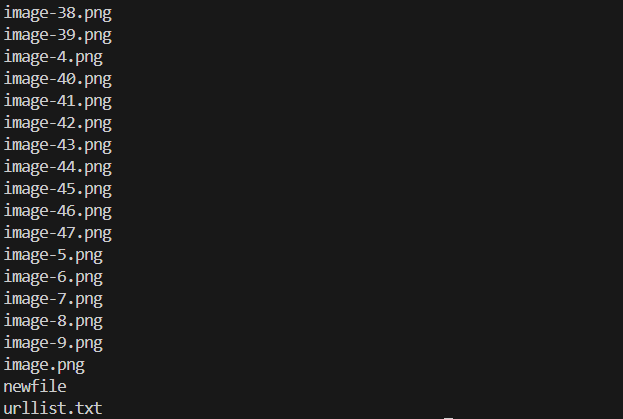 image-38.png
image-39.png
image-4.png
image-40.png
image-41.png
image-42.png
image-43.png
image-44.png
image-45.png
image-46.png
image-47.png
image-5.png
image-6.png
image-7.png
image-8.png
image-9.png
image.png
newfile
urllist.txt